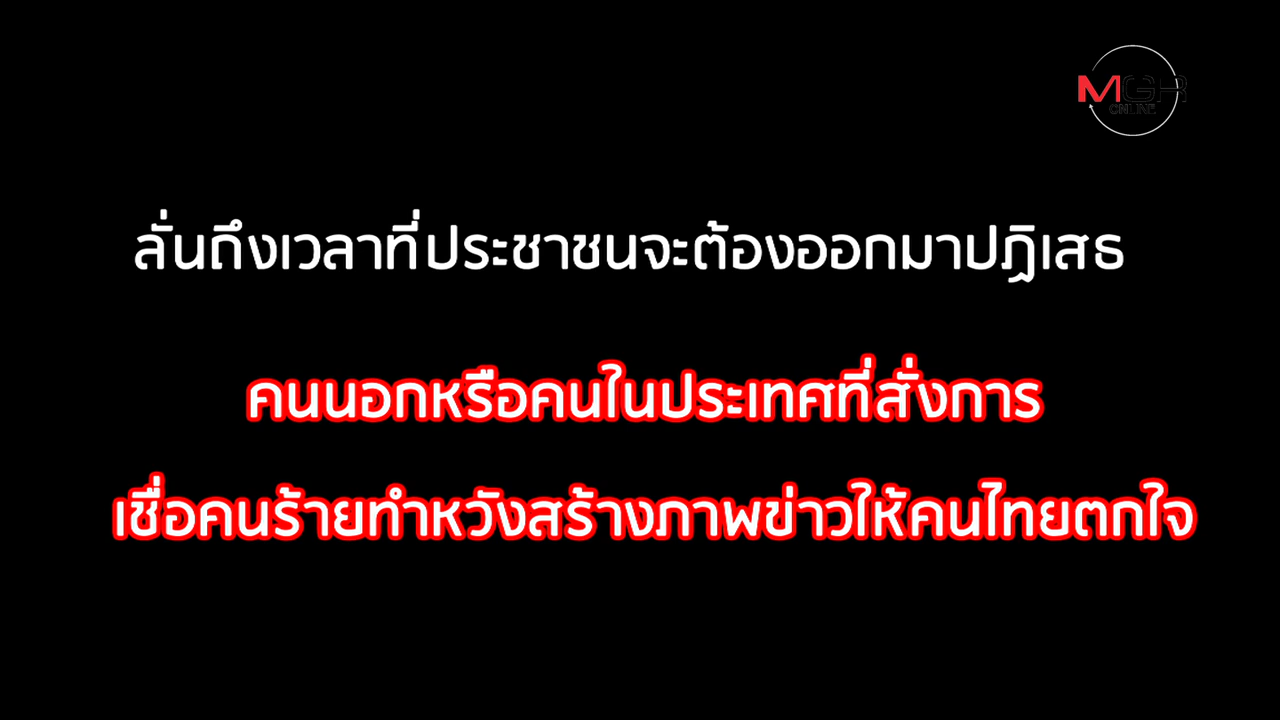 MGR
ONLINE
ลั่นถึงเวลาที่ประชาชนจะต้องออกมาปฏิเสธ
คนนอกหรือคนในประเทศที่สั่งการ
เชื่อคนร้ายทำหวังสร้างภาพข่าวให้คนไทยตกใจ